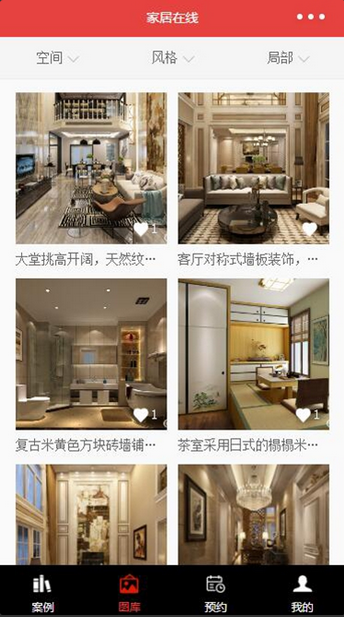 家居在线
空间
风格
局部
1
大堂挑高开阔，天然纹…
客厅对称式墙板装饰，…
1
1
复古米黄色方块砖墙铺…
茶室采用日式的榻榻米…
案例
图库
预约
我的